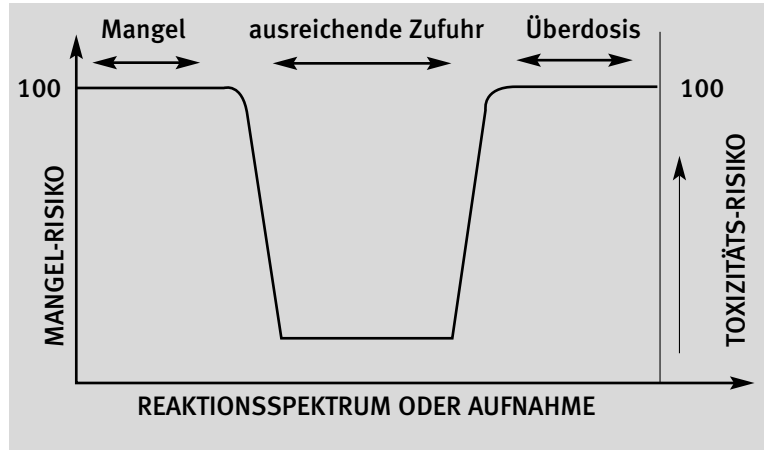 Mangel
ausreichende Zufuhr
Überdosis
100
100
MANGEL-RISIKO
TOXIZITÄTS-RISIKO
REAKTIONSSPEKTRUM ODER AUFNAHME